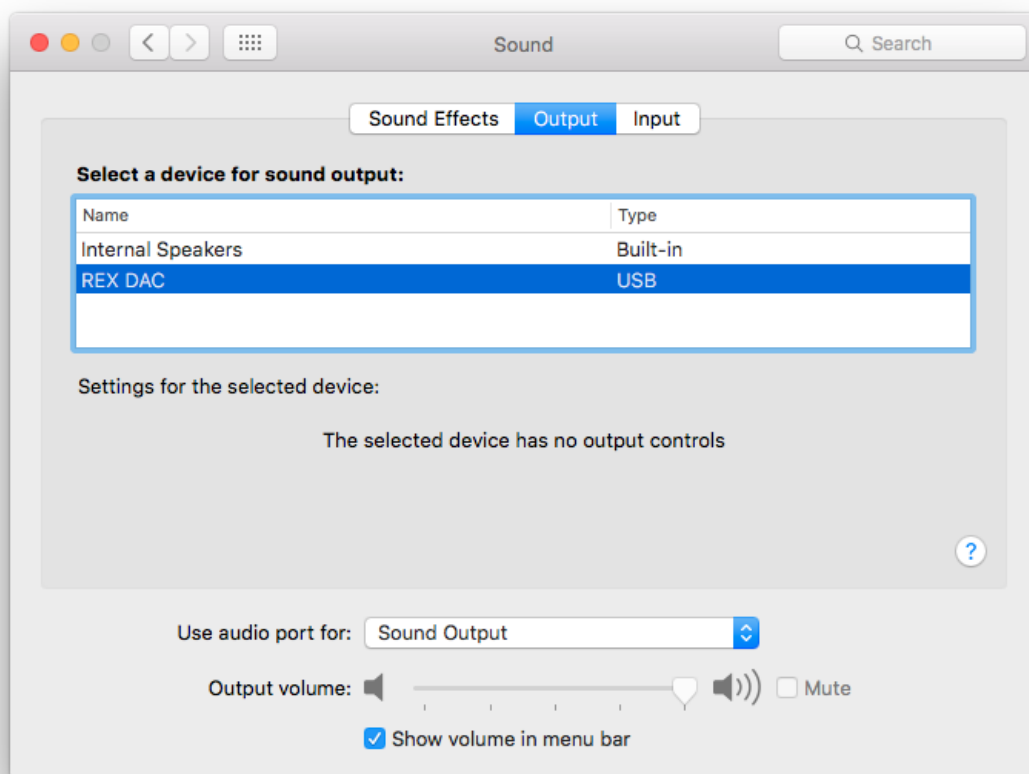 Sound
Search
Sound Effects Output Input
Select a device for sound output:
Name Type
Internal Speakers Built-in
REX DAC USB
Settings for the selected device:
The selected device has no output controls
?
Use audio port for: Sound Output
Output volume: Mute
Show volume in menu bar